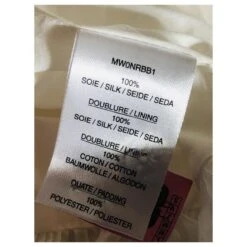 MW0NRBB1
100%
SOIE / SILK / SEIDE / SEDA
DOUBLURE / LINING
100%
SOIE / SILK / SEIDE / SEDA
100%
COTON / COTTON
BAUMWOLLE / ALGODON
OUATE / PADDING
100%
POLYESTER / POLIESTER